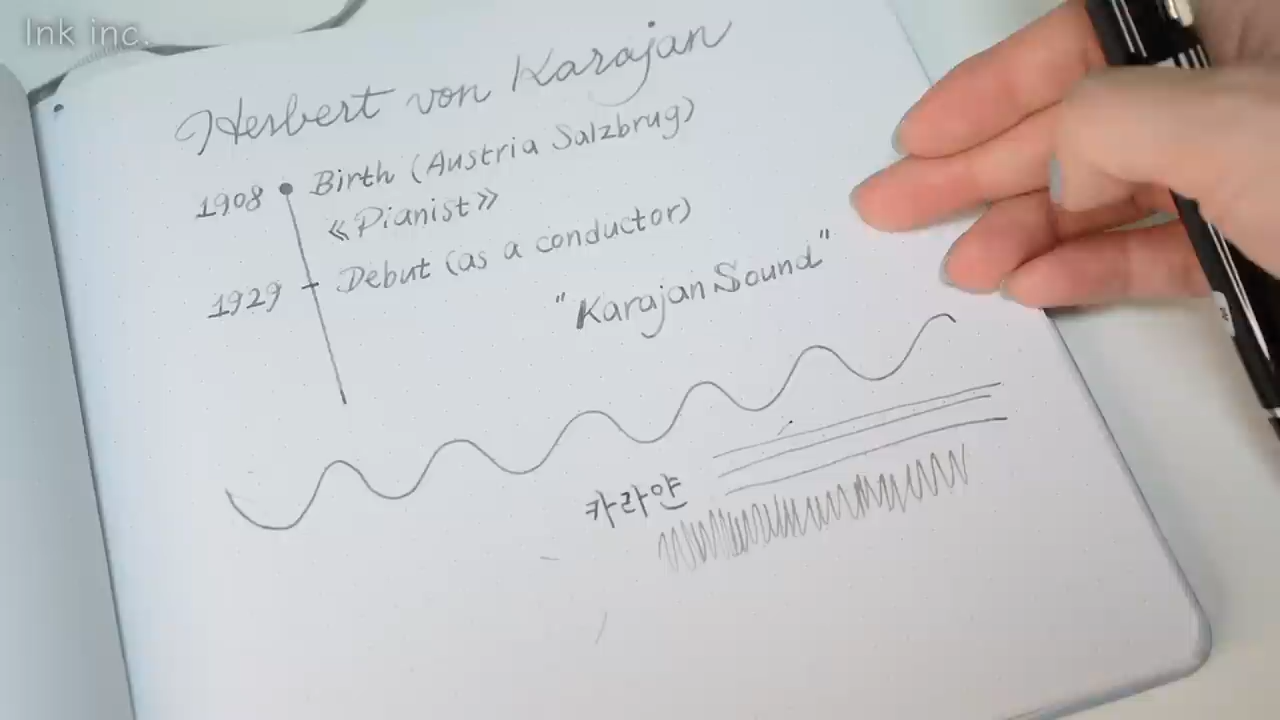 Ink inc.
Herbert von Karajan
1908 Birth (Austria Salzbrug)
《Pianist》
1929 Debut (as a conductor)
"Karajan Sound"
카라얀